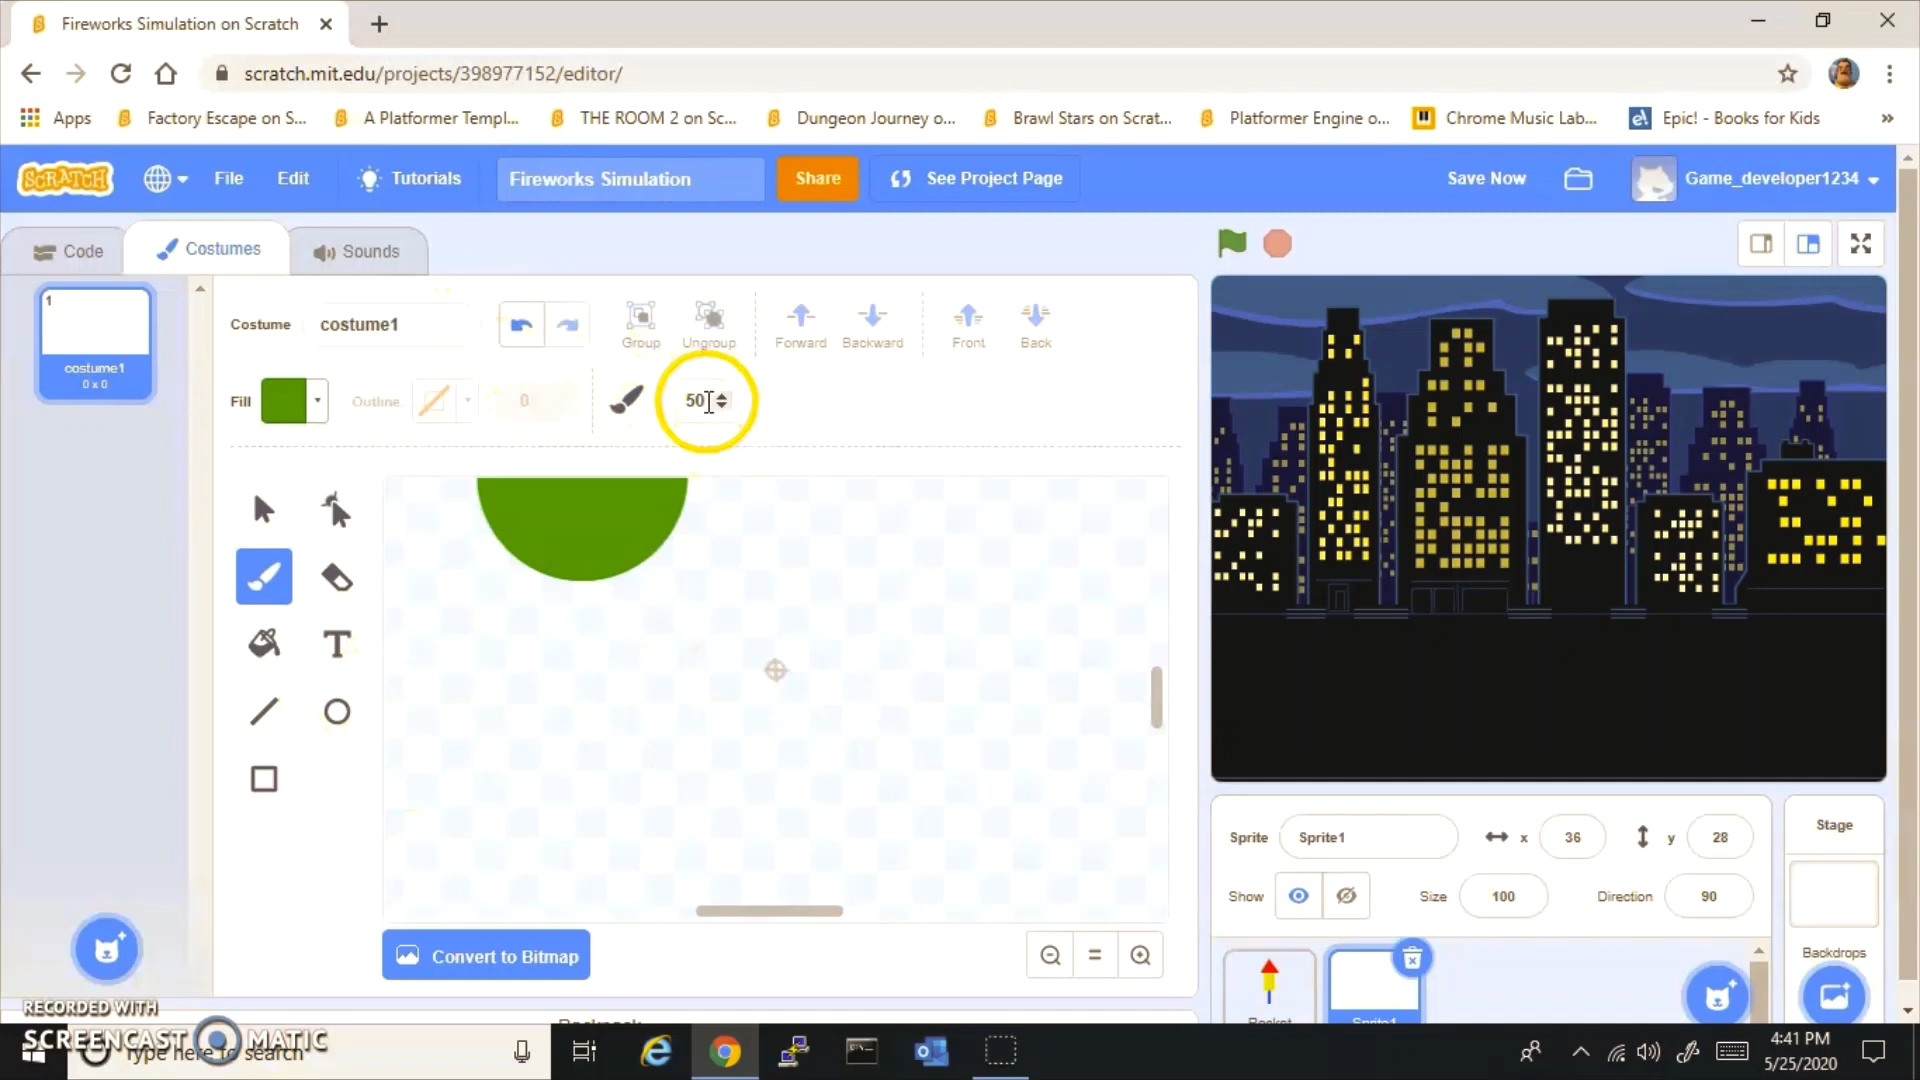 Fireworks Simulation on Scratch
scratch.mit.edu/projects/398977152/editor/
Apps Factory Escape on S... A Platformer Templ... THE ROOM 2 on Sc... Dungeon Journey o... Brawl Stars on Scrat... Platformer Engine o... Chrome Music Lab... Epic! - Books for Kids »
SCRATCH File Edit Tutorials Fireworks Simulation Share See Project Page Save Now Game_developer1234
Code Costumes Sounds
1
costume1
0 x 0
Costume costume1 Group Ungroup Forward Backward Front Back
Fill Outline 0 50
T
Convert to Bitmap
Sprite Sprite1 x 36 y 28
Show Size 100 Direction 90
Stage
Backdrops
Sprite1
RECORDED WITH
SCREENCAST MATIC
Type here to search
4:41 PM
5/25/2020